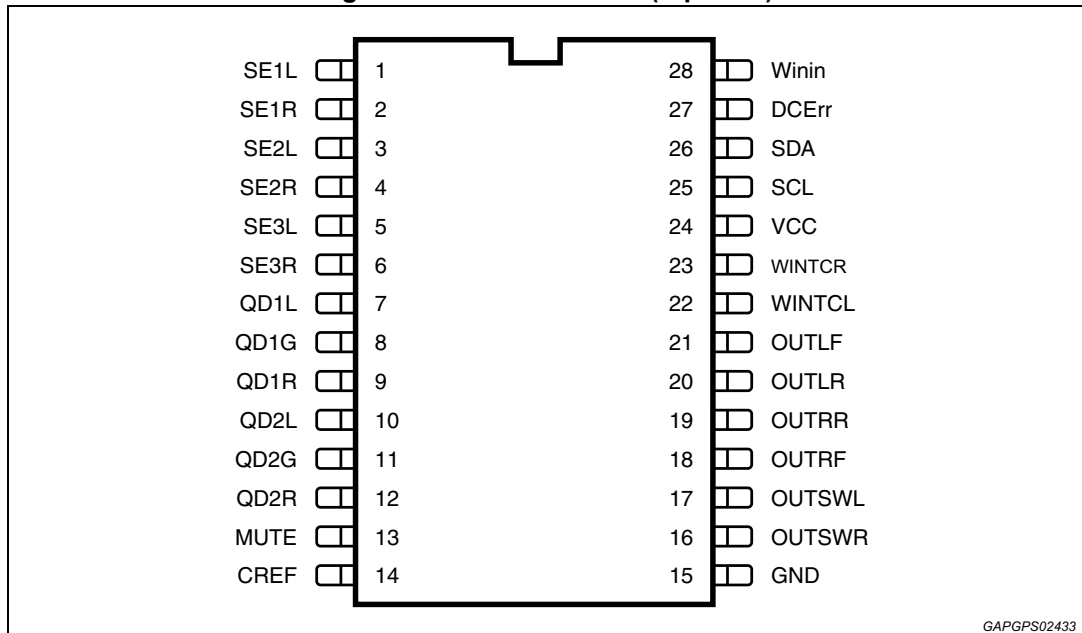 SE1L 1 28 Winin
SE1R 2 27 DCErr
SE2L 3 26 SDA
SE2R 4 25 SCL
SE3L 5 24 VCC
SE3R 6 23 WINTCR
QD1L 7 22 WINTCL
QD1G 8 21 OUTLF
QD1R 9 20 OUTLR
QD2L 10 19 OUTRR
QD2G 11 18 OUTRF
QD2R 12 17 OUTSWL
MUTE 13 16 OUTSWR
CREF 14 15 GND
GAPGPS02433